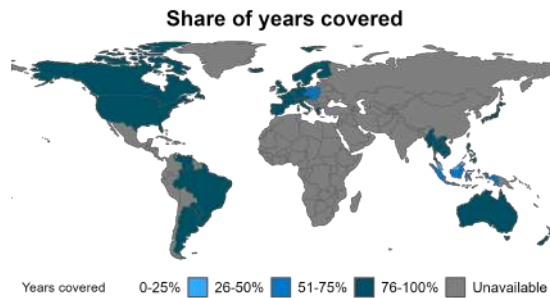 Share of years covered
Years covered 0-25% 26-50% 51-75% 76-100% Unavailable